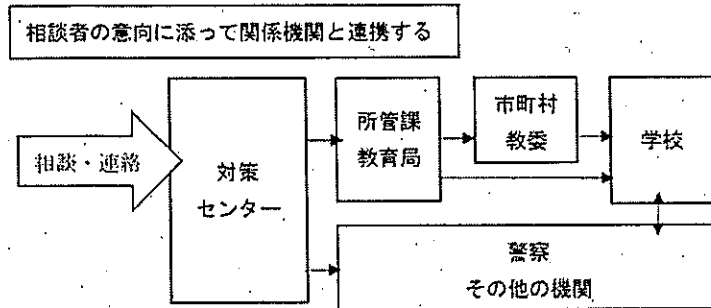 相談者の意向に添って関係機関と連携する
相談・連絡
対策
センター
所管課
教育局
市町村
教委
学校
警察
その他の機関